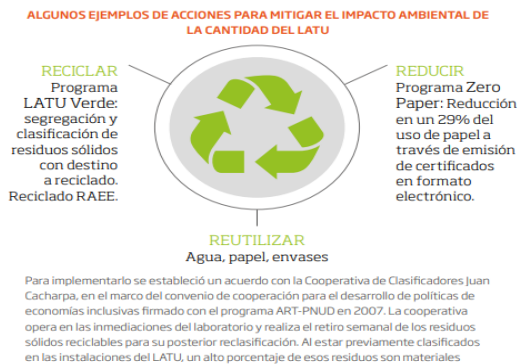 ALGUNOS EJEMPLOS DE ACCIONES PARA MITIGAR EL IMPACTO AMBIENTAL DE
LA CANTIDAD DEL LATU
RECICLAR
Programa
LATU Verde:
segregación y
clasificación de
residuos sólidos
con destino
a reciclado.
Reciclado RAEE.
REDUCIR
Programa Zero
Paper: Reducción
en un 29% del
uso de papel a
través de emisión
de certificados
en formato
electrónico.
REUTILIZAR
Agua, papel, envases
Para implementarlo se estableció un acuerdo con la Cooperativa de Clasificadores Juan
Cacharpa, en el marco del convenio de cooperación para el desarrollo de políticas de
economías inclusivas firmado con el programa ART-PNUD en 2007. La cooperativa
opera en las inmediaciones del laboratorio y realiza el retiro semanal de los residuos
sólidos reciclables para su posterior reclasificación. Al estar previamente clasificados
en las instalaciones del LATU, un alto porcentaje de esos residuos son materiales